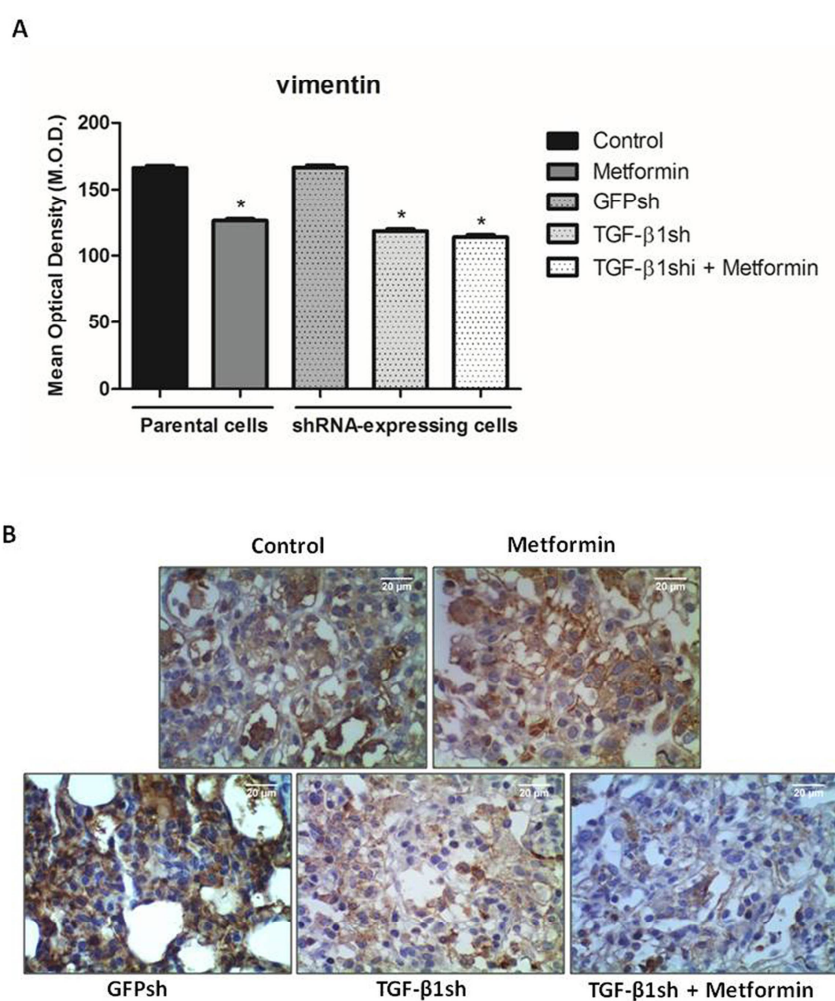 A
vimentin
Mean Optical Density (M.O.D.)
200
150
100
50
0
*
*
*
Parental cells
shRNA-expressing cells
Control
Metformin
GFPsh
TGF-β1sh
TGF-β1shi + Metformin
B
Control
Metformin
20 µm
20 µm
20 µm
20 µm
20 µm
GFPsh
TGF-β1sh
TGF-β1sh + Metformin